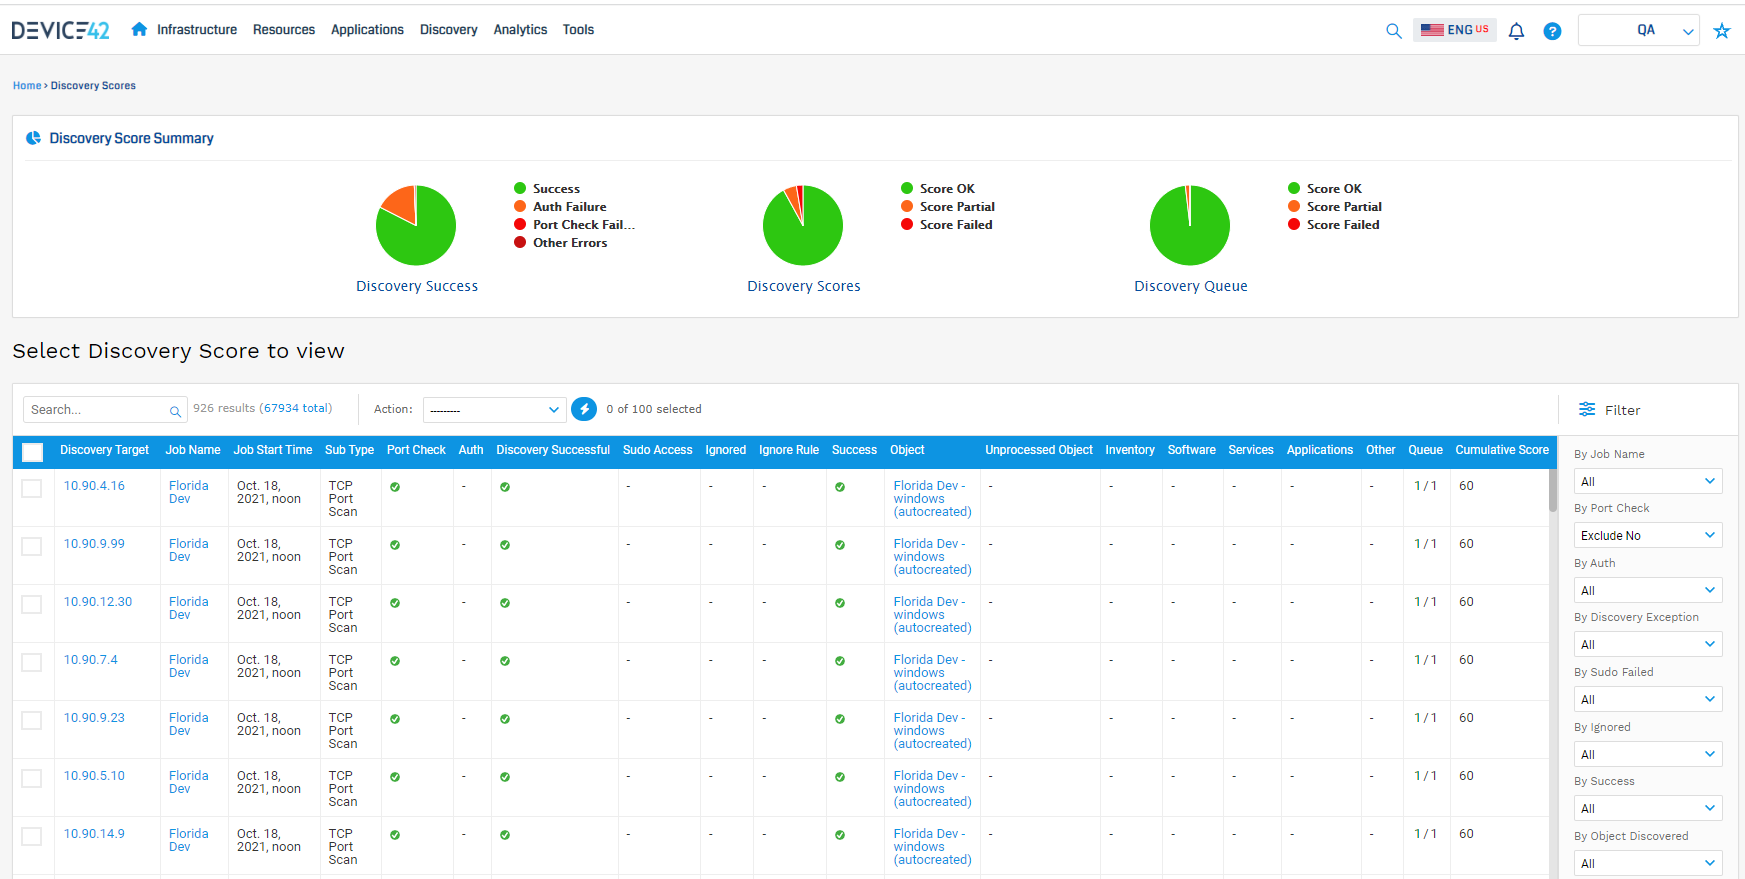 DEVICE42 Infrastructure Resources Applications Discovery Analytics Tools ENG US ? QA
Home > Discovery Scores
Discovery Score Summary
Success
Auth Failure
Port Check Fail...
Other Errors
Discovery Success
Score OK
Score Partial
Score Failed
Discovery Scores
Score OK
Score Partial
Score Failed
Discovery Queue
Select Discovery Score to view
Search... 926 results (67934 total) Action: --------- 0 of 100 selected Filter
Discovery Target Job Name Job Start Time Sub Type Port Check Auth Discovery Successful Sudo Access Ignored Ignore Rule Success Object Unprocessed Object Inventory Software Services Applications Other Queue Cumulative Score
10.90.4.16 Florida Oct. 18, TCP - - - - Florida Dev - - - - - - - 1 / 1 60
Dev 2021, noon Port windows
Scan (autocreated)
10.90.9.99 Florida Oct. 18, TCP - - - - Florida Dev - - - - - - - 1 / 1 60
Dev 2021, noon Port windows
Scan (autocreated)
10.90.12.30 Florida Oct. 18, TCP - - - - Florida Dev - - - - - - - 1 / 1 60
Dev 2021, noon Port windows
Scan (autocreated)
10.90.7.4 Florida Oct. 18, TCP - - - - Florida Dev - - - - - - - 1 / 1 60
Dev 2021, noon Port windows
Scan (autocreated)
10.90.9.23 Florida Oct. 18, TCP - - - - Florida Dev - - - - - - - 1 / 1 60
Dev 2021, noon Port windows
Scan (autocreated)
10.90.5.10 Florida Oct. 18, TCP - - - - Florida Dev - - - - - - - 1 / 1 60
Dev 2021, noon Port windows
Scan (autocreated)
10.90.14.9 Florida Oct. 18, TCP - - - - Florida Dev - - - - - - - 1 / 1 60
Dev 2021, noon Port windows
Scan (autocreated)
By Job Name
All
By Port Check
Exclude No
By Auth
All
By Discovery Exception
All
By Sudo Failed
All
By Ignored
All
By Success
All
By Object Discovered
All